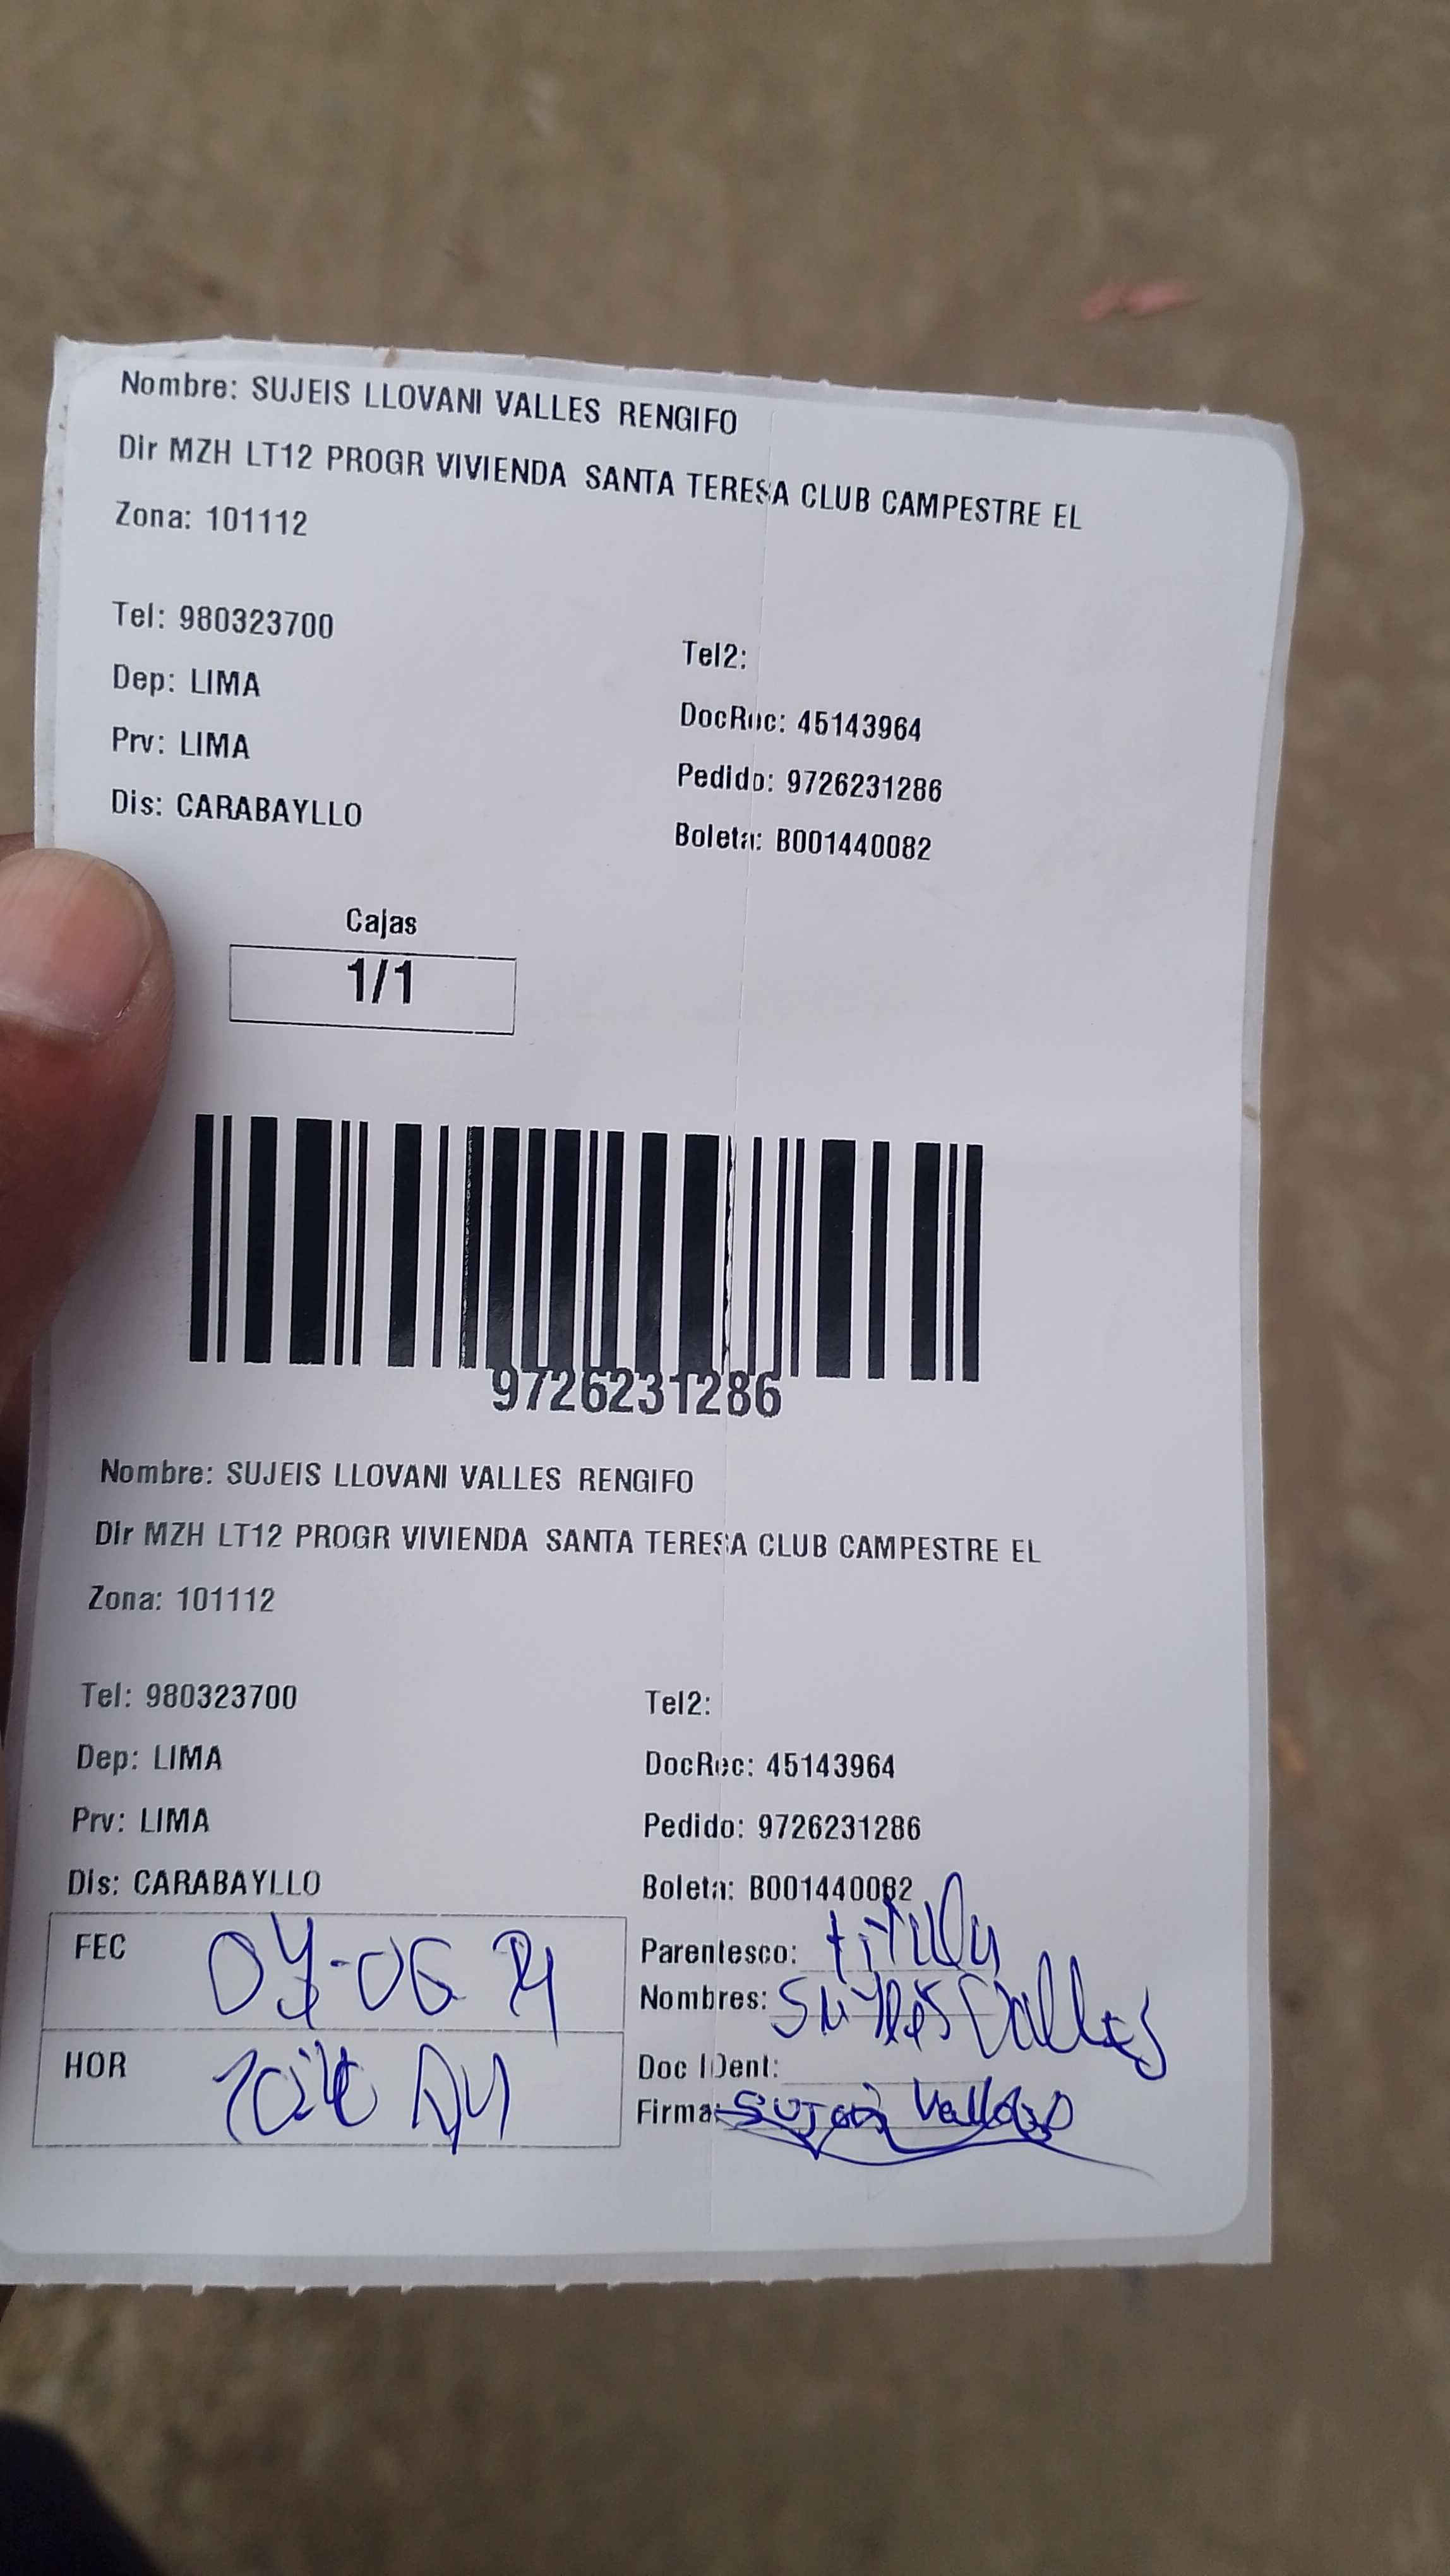 Nombre: SUJEIS LLOVANI VALLES RENGIFO
Dir MZH LT12 PROGR VIVIENDA SANTA TERESA CLUB CAMPESTRE EL
Zona: 101112
Tel: 980323700
Tel2:
Dep: LIMA
DocRec: 45143964
Prv: LIMA
Pedido: 9726231286
Dis: CARABAYLLO
Boleta: B001440082
Cajas
1/1
9726231286
Nombre: SUJEIS LLOVANI VALLES RENGIFO
Dir MZH LT12 PROGR VIVIENDA SANTA TERESA CLUB CAMPESTRE EL
Zona: 101112
Tel: 980323700
Tel2:
Dep: LIMA
DocRec: 45143964
Prv: LIMA
Pedido: 9726231286
Dis: CARABAYLLO
Boleta: B001440082
FEC
Parentesco:
Nombres: Valles
HOR
Doc IDent:
Firma: Valles